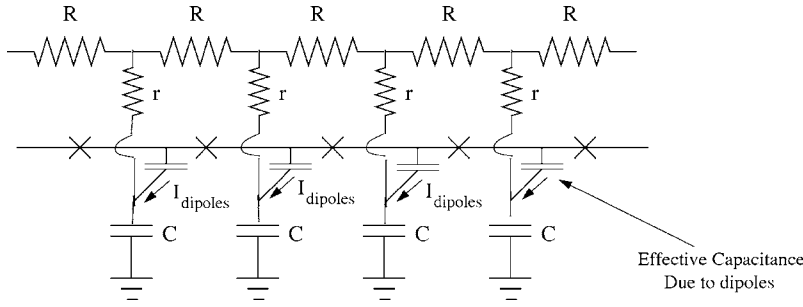 R R R R R
r r r r
I dipoles I dipoles I dipoles
C C C C
Effective Capacitance
Due to dipoles